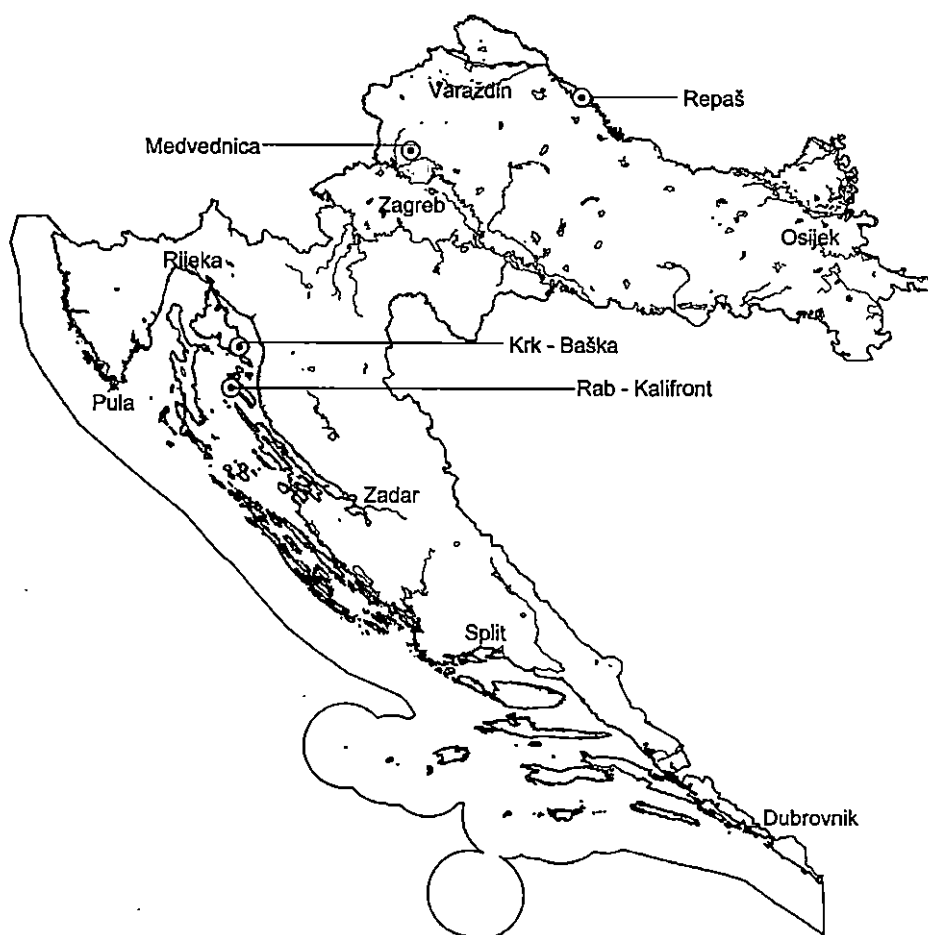 Varaždin
Repaš
Medvednica
Zagreb
Osijek
Rijeka
Krk - Baška
Rab - Kalifront
Pula
Zadar
Split
Dubrovnik